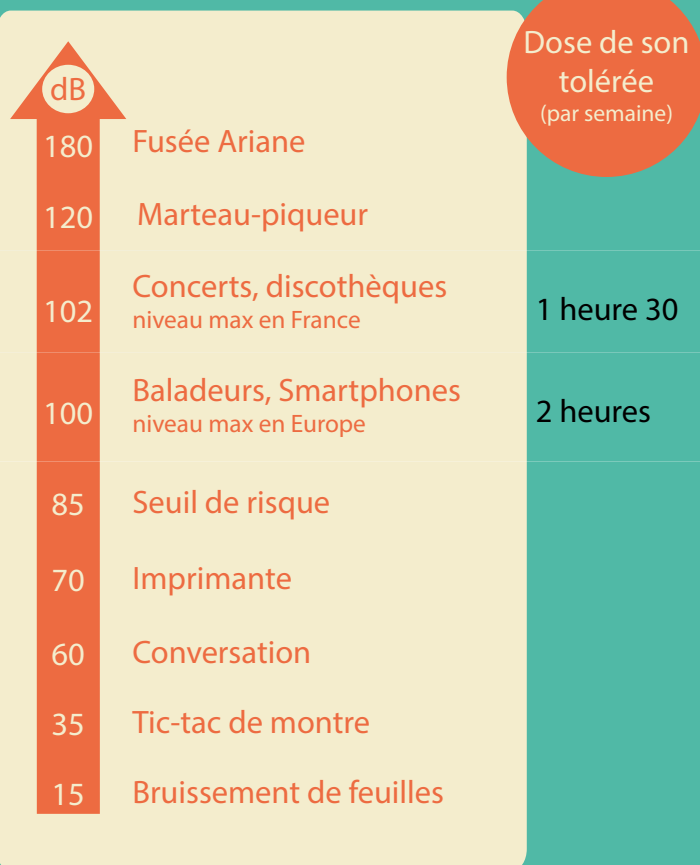 Dose de son
tolérée
(par semaine)
dB
180 Fusée Ariane
120 Marteau-piqueur
102 Concerts, discothèques
niveau max en France
1 heure 30
100 Baladeurs, Smartphones
niveau max en Europe
2 heures
85 Seuil de risque
70 Imprimante
60 Conversation
35 Tic-tac de montre
15 Bruissement de feuilles